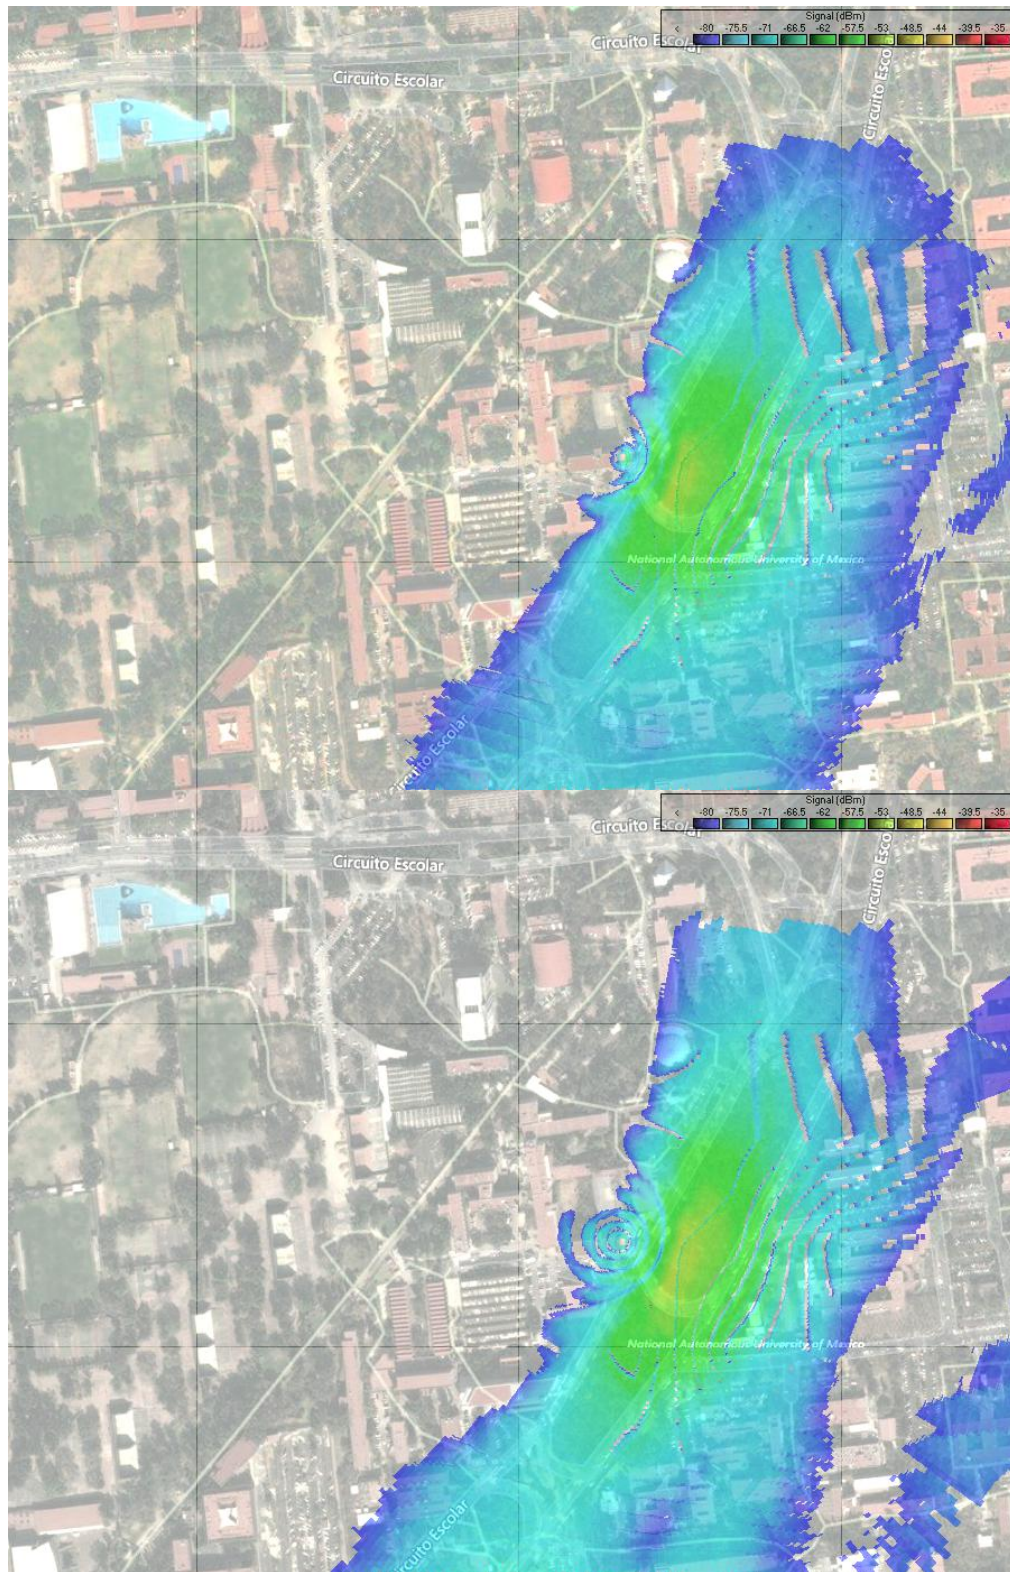 Signal (dBm)
< -80 -75.5 -71 -66.5 -62 -57.5 -53 -48.5 -44 -39.5 -35
Circuito Esc
Circuito Escolar
Circuito Escol
National Autonomous University of Mexico
Circuito Escolar
Signal (dBm)
< -80 -75.5 -71 -66.5 -62 -57.5 -53 -48.5 -44 -39.5 -35
Circuito Esc
Circuito Escolar
Circuito Esco
National Autonomous University of Mexico
Circuito Escolar